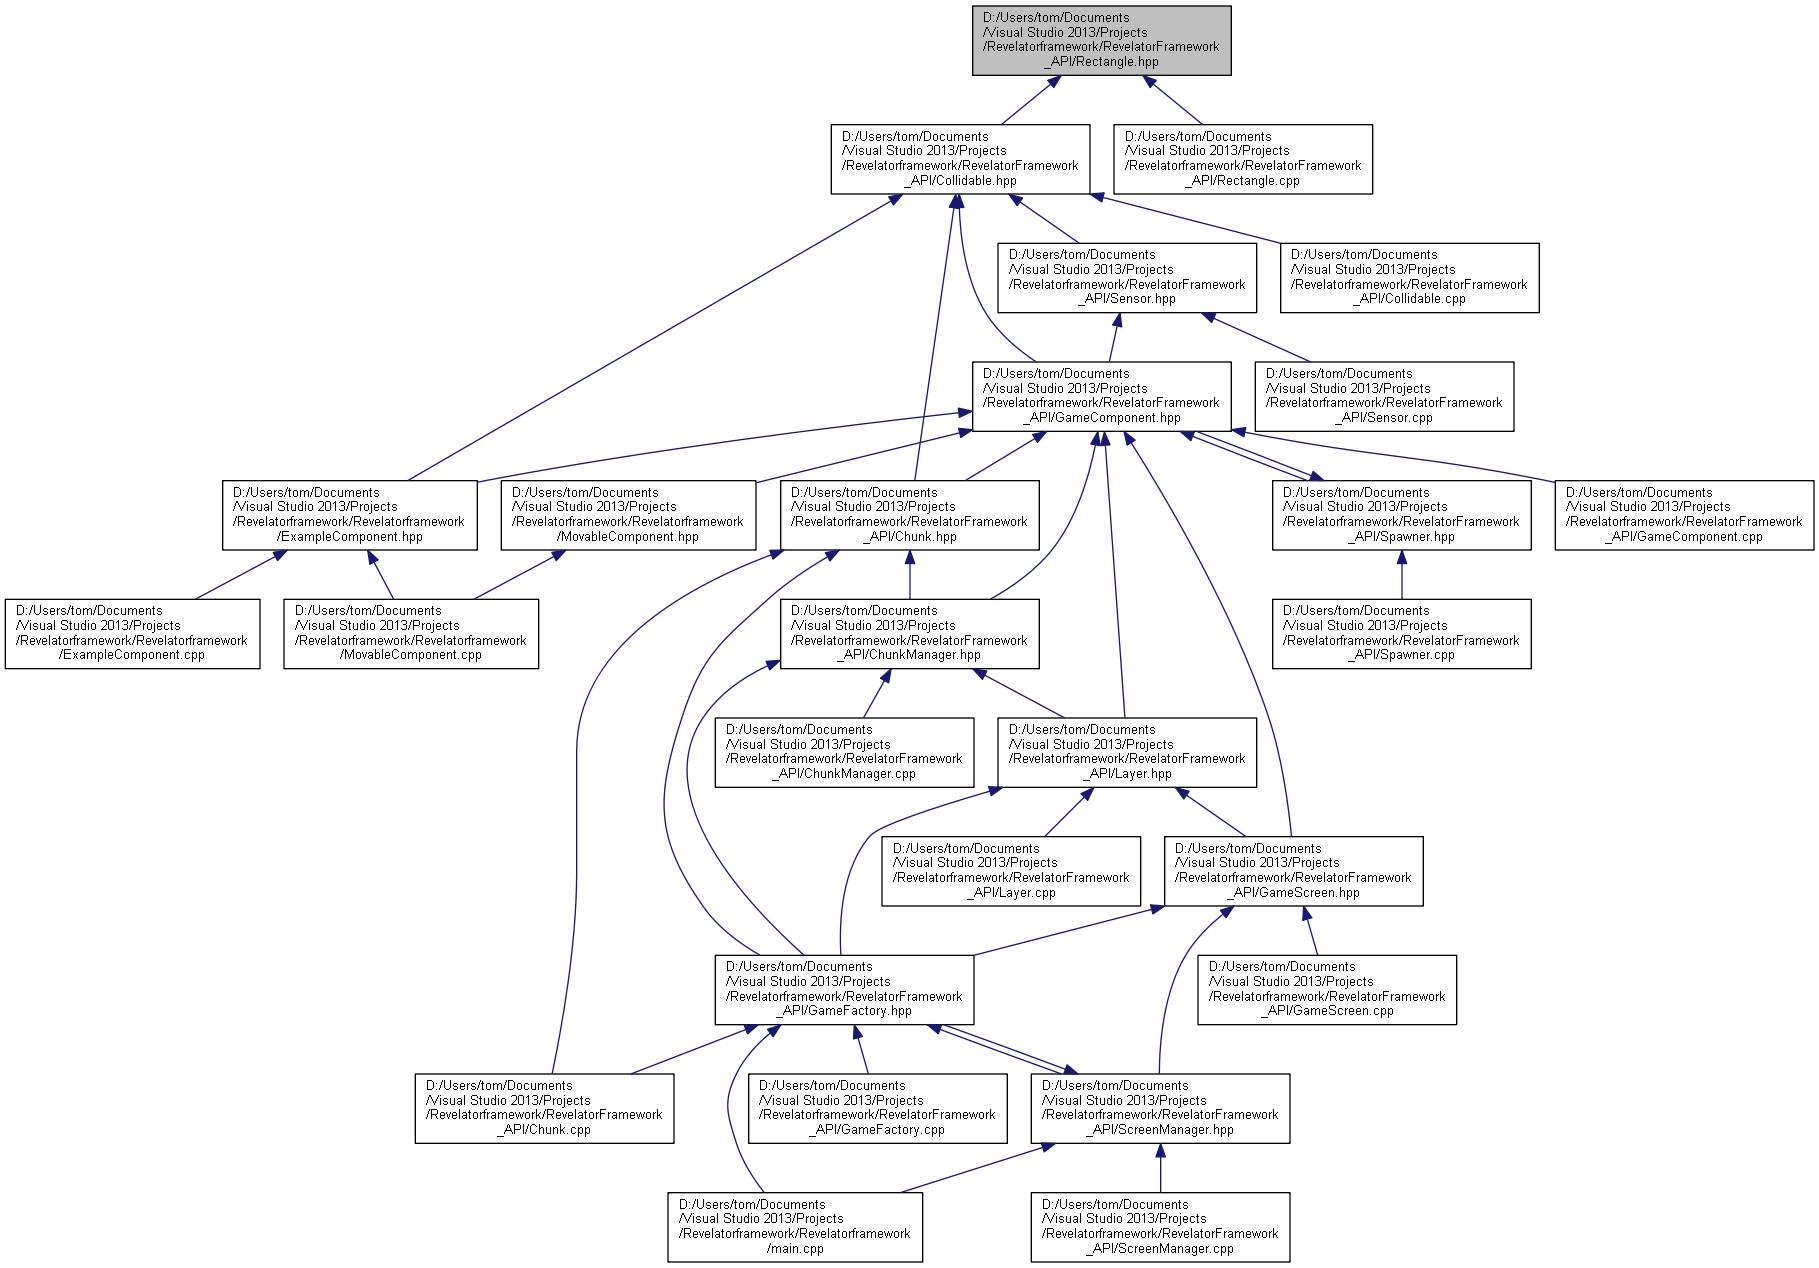 D:/Users/tom/Documents
/Visual Studio 2013/Projects
/Revelatorframework/RevelatorFramework
_API/Rectangle.hpp
D:/Users/tom/Documents
/Visual Studio 2013/Projects
/Revelatorframework/RevelatorFramework
_API/Collidable.hpp
D:/Users/tom/Documents
/Visual Studio 2013/Projects
/Revelatorframework/RevelatorFramework
_API/Rectangle.cpp
D:/Users/tom/Documents
/Visual Studio 2013/Projects
/Revelatorframework/RevelatorFramework
_API/Sensor.hpp
D:/Users/tom/Documents
/Visual Studio 2013/Projects
/Revelatorframework/RevelatorFramework
_API/Collidable.cpp
D:/Users/tom/Documents
/Visual Studio 2013/Projects
/Revelatorframework/RevelatorFramework
_API/GameComponent.hpp
D:/Users/tom/Documents
/Visual Studio 2013/Projects
/Revelatorframework/RevelatorFramework
_API/Sensor.cpp
D:/Users/tom/Documents
/Visual Studio 2013/Projects
/Revelatorframework/Revelatorframework
/ExampleComponent.hpp
D:/Users/tom/Documents
/Visual Studio 2013/Projects
/Revelatorframework/Revelatorframework
/MovableComponent.hpp
D:/Users/tom/Documents
/Visual Studio 2013/Projects
/Revelatorframework/RevelatorFramework
_API/Chunk.hpp
D:/Users/tom/Documents
/Visual Studio 2013/Projects
/Revelatorframework/RevelatorFramework
_API/Spawner.hpp
D:/Users/tom/Documents
/Visual Studio 2013/Projects
/Revelatorframework/RevelatorFramework
_API/GameComponent.cpp
D:/Users/tom/Documents
/Visual Studio 2013/Projects
/Revelatorframework/Revelatorframework
/ExampleComponent.cpp
D:/Users/tom/Documents
/Visual Studio 2013/Projects
/Revelatorframework/Revelatorframework
/MovableComponent.cpp
D:/Users/tom/Documents
/Visual Studio 2013/Projects
/Revelatorframework/RevelatorFramework
_API/ChunkManager.hpp
D:/Users/tom/Documents
/Visual Studio 2013/Projects
/Revelatorframework/RevelatorFramework
_API/Spawner.cpp
D:/Users/tom/Documents
/Visual Studio 2013/Projects
/Revelatorframework/RevelatorFramework
_API/ChunkManager.cpp
D:/Users/tom/Documents
/Visual Studio 2013/Projects
/Revelatorframework/RevelatorFramework
_API/Layer.hpp
D:/Users/tom/Documents
/Visual Studio 2013/Projects
/Revelatorframework/RevelatorFramework
_API/Layer.cpp
D:/Users/tom/Documents
/Visual Studio 2013/Projects
/Revelatorframework/RevelatorFramework
_API/GameScreen.hpp
D:/Users/tom/Documents
/Visual Studio 2013/Projects
/Revelatorframework/RevelatorFramework
_API/GameFactory.hpp
D:/Users/tom/Documents
/Visual Studio 2013/Projects
/Revelatorframework/RevelatorFramework
_API/GameScreen.cpp
D:/Users/tom/Documents
/Visual Studio 2013/Projects
/Revelatorframework/RevelatorFramework
_API/Chunk.cpp
D:/Users/tom/Documents
/Visual Studio 2013/Projects
/Revelatorframework/RevelatorFramework
_API/GameFactory.cpp
D:/Users/tom/Documents
/Visual Studio 2013/Projects
/Revelatorframework/RevelatorFramework
_API/ScreenManager.hpp
D:/Users/tom/Documents
/Visual Studio 2013/Projects
/Revelatorframework/Revelatorframework
/main.cpp
D:/Users/tom/Documents
/Visual Studio 2013/Projects
/Revelatorframework/RevelatorFramework
_API/ScreenManager.cpp